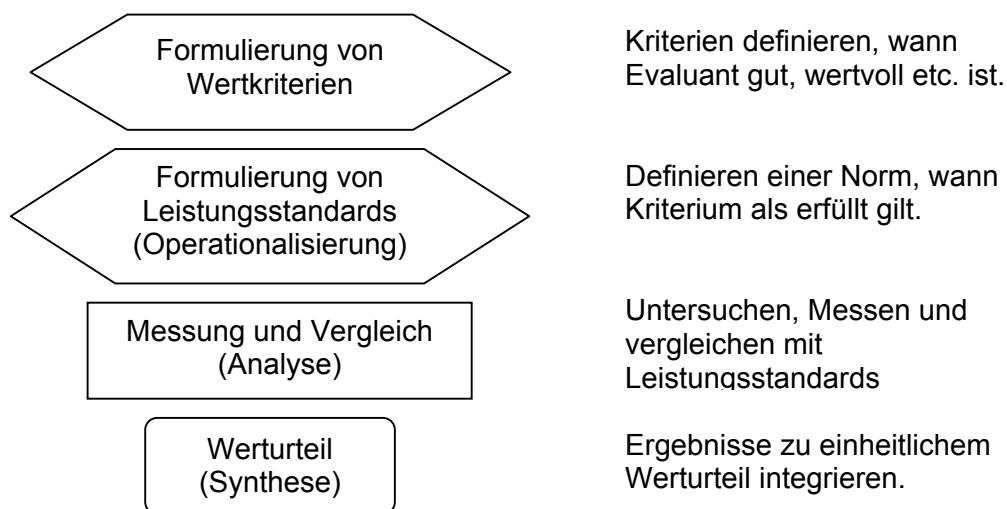 Formulierung von
Wertkriterien
Kriterien definieren, wann
Evaluant gut, wertvoll etc. ist.
Formulierung von
Leistungsstandards
(Operationalisierung)
Definieren einer Norm, wann
Kriterium als erfüllt gilt.
Messung und Vergleich
(Analyse)
Untersuchen, Messen und
vergleichen mit
Leistungsstandards
Werturteil
(Synthese)
Ergebnisse zu einheitlichem
Werturteil integrieren.